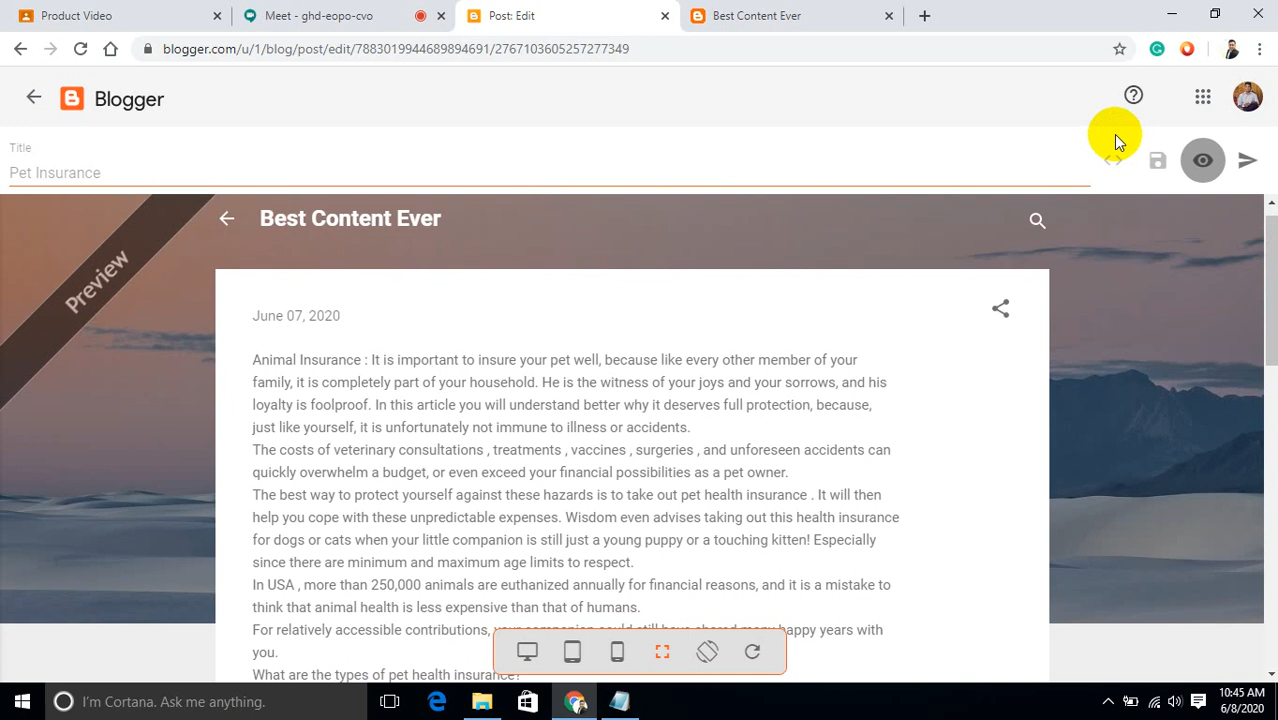 Product Video
Meet - ghd-eopo-cvo
Post: Edit
Best Content Ever
blogger.com/u/1/blog/post/edit/7883019944689894691/2767103605257277349
Blogger
Title
Pet Insurance
Preview
Best Content Ever
June 07, 2020
Animal Insurance : It is important to insure your pet well, because like every other member of your
family, it is completely part of your household. He is the witness of your joys and your sorrows, and his
loyalty is foolproof. In this article you will understand better why it deserves full protection, because,
just like yourself, it is unfortunately not immune to illness or accidents.
The costs of veterinary consultations , treatments , vaccines , surgeries , and unforeseen accidents can
quickly overwhelm a budget, or even exceed your financial possibilities as a pet owner.
The best way to protect yourself against these hazards is to take out pet health insurance . It will then
help you cope with these unpredictable expenses. Wisdom even advises taking out this health insurance
for dogs or cats when your little companion is still just a young puppy or a touching kitten! Especially
since there are minimum and maximum age limits to respect.
In USA , more than 250,000 animals are euthanized annually for financial reasons, and it is a mistake to
think that animal health is less expensive than that of humans.
For relatively accessible contributions, your companion could still have shared many happy years with
you.
What are the types of pet health insurance?
I'm Cortana. Ask me anything.
10:45 AM
6/8/2020